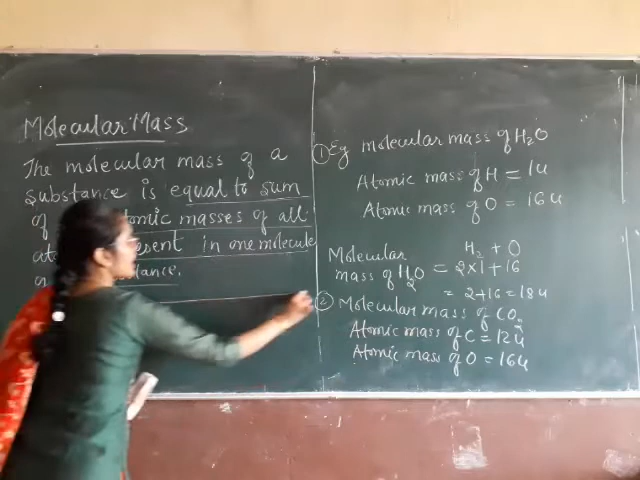 Molecular Mass
The molecular mass of a
substance is equal to sum
of atomic masses of all
present in one molecule
① Eg molecular mass of H₂O
Atomic mass of H = 1u
Atomic mass of O = 16u
H₂ + O
Molecular
mass of H₂O = 2×1+16
= 2+16 = 18u
② Molecular mass of CO₂
Atomic mass of C = 12u
Atomic mass of O = 16u